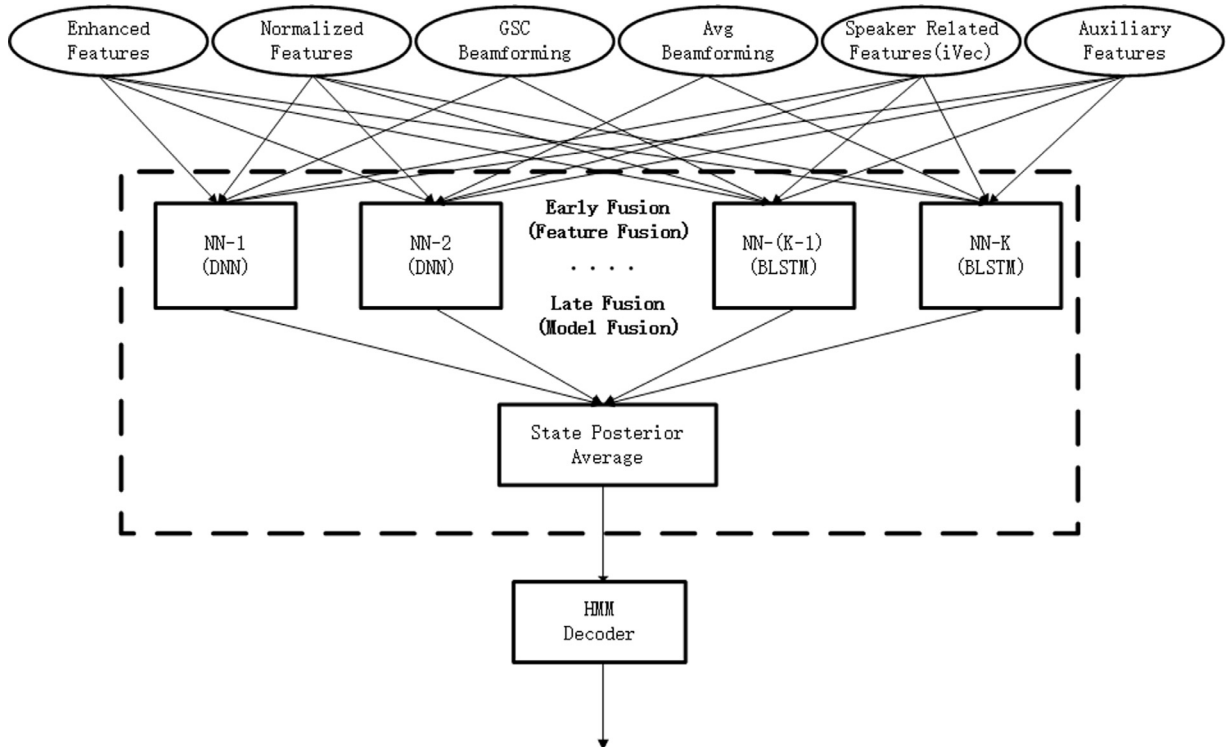 Enhanced
Features
Normalized
Features
GSC
Beamforming
Avg
Beamforming
Speaker Related
Features(iVec)
Auxiliary
Features
NN-1
(DNN)
NN-2
(DNN)
Early Fusion
(Feature Fusion)
. . . .
Late Fusion
(Model Fusion)
NN-(K-1)
(BLSTM)
NN-K
(BLSTM)
State Posterior
Average
HMM
Decoder